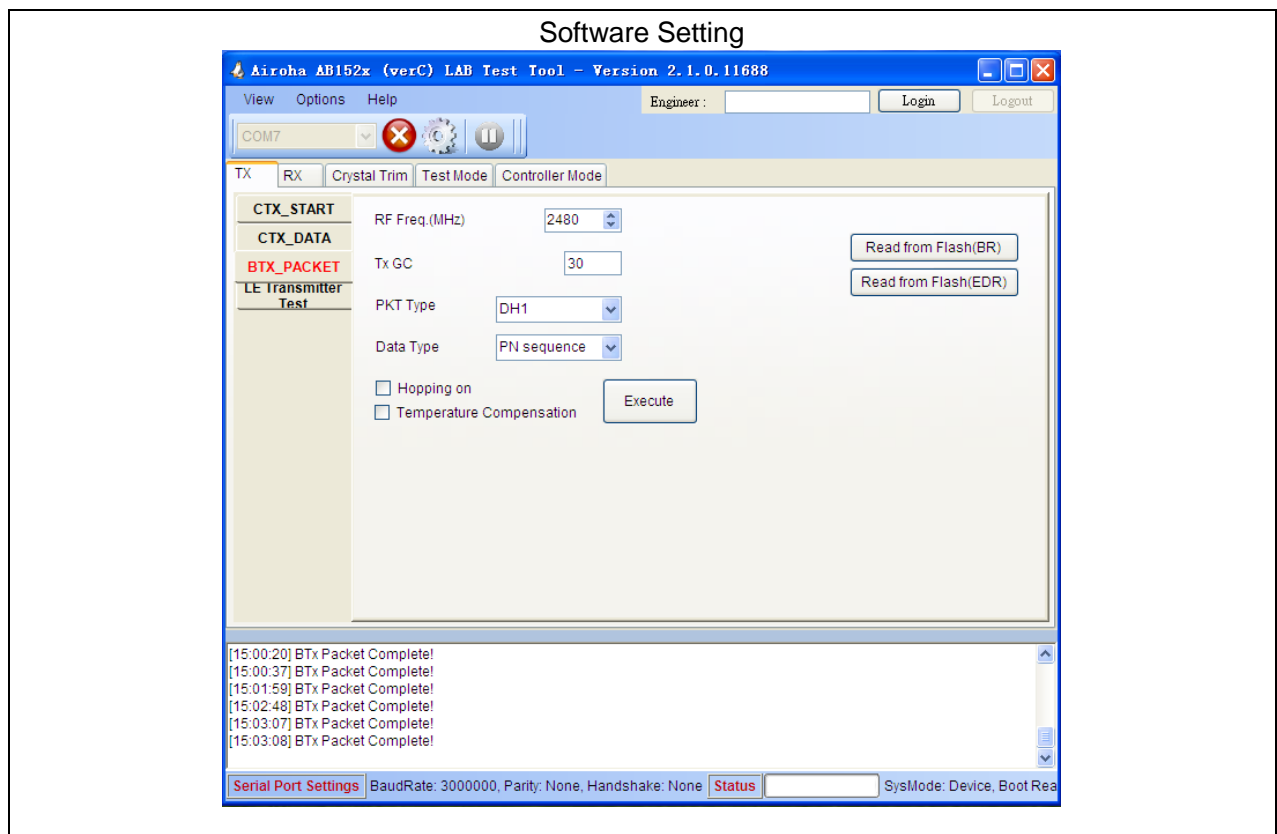 Software Setting
Airoha AB152x (verC) LAB Test Tool - Version 2.1.0.11688
View Options Help Engineer : Login Logout
COM7
TX RX Crystal Trim Test Mode Controller Mode
CTX_START
CTX_DATA
BTX_PACKET
LE Transmitter
Test
RF Freq.(MHz) 2480
Tx GC 30
PKT Type DH1
Data Type PN sequence
Hopping on
Temperature Compensation
Execute
Read from Flash(BR)
Read from Flash(EDR)
[15:00:20] BTx Packet Complete!
[15:00:37] BTx Packet Complete!
[15:01:59] BTx Packet Complete!
[15:02:48] BTx Packet Complete!
[15:03:07] BTx Packet Complete!
[15:03:08] BTx Packet Complete!
Serial Port Settings BaudRate: 3000000, Parity: None, Handshake: None Status SysMode: Device, Boot Rea